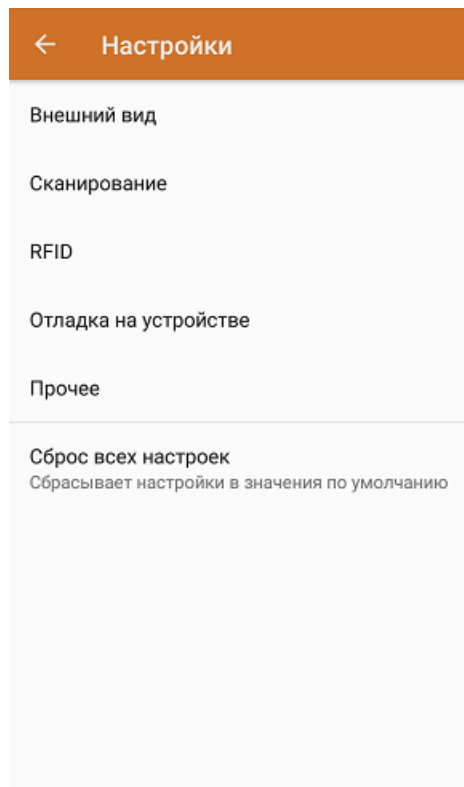 Настройки
Внешний вид
Сканирование
RFID
Отладка на устройстве
Прочее
Сброс всех настроек
Сбрасывает настройки в значения по умолчанию